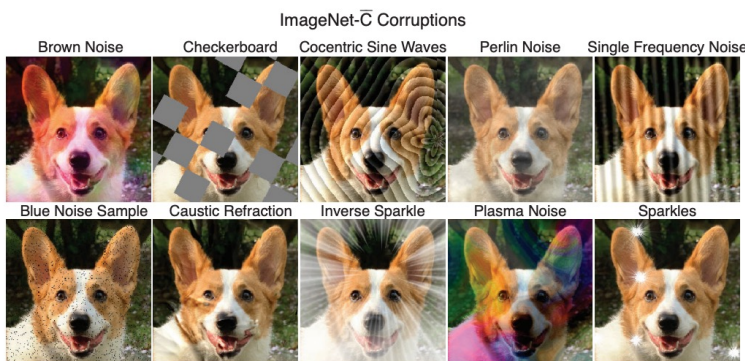 ImageNet-C̅ Corruptions
Brown Noise
Checkerboard
Cocentric Sine Waves
Perlin Noise
Single Frequency Noise
Blue Noise Sample
Caustic Refraction
Inverse Sparkle
Plasma Noise
Sparkles